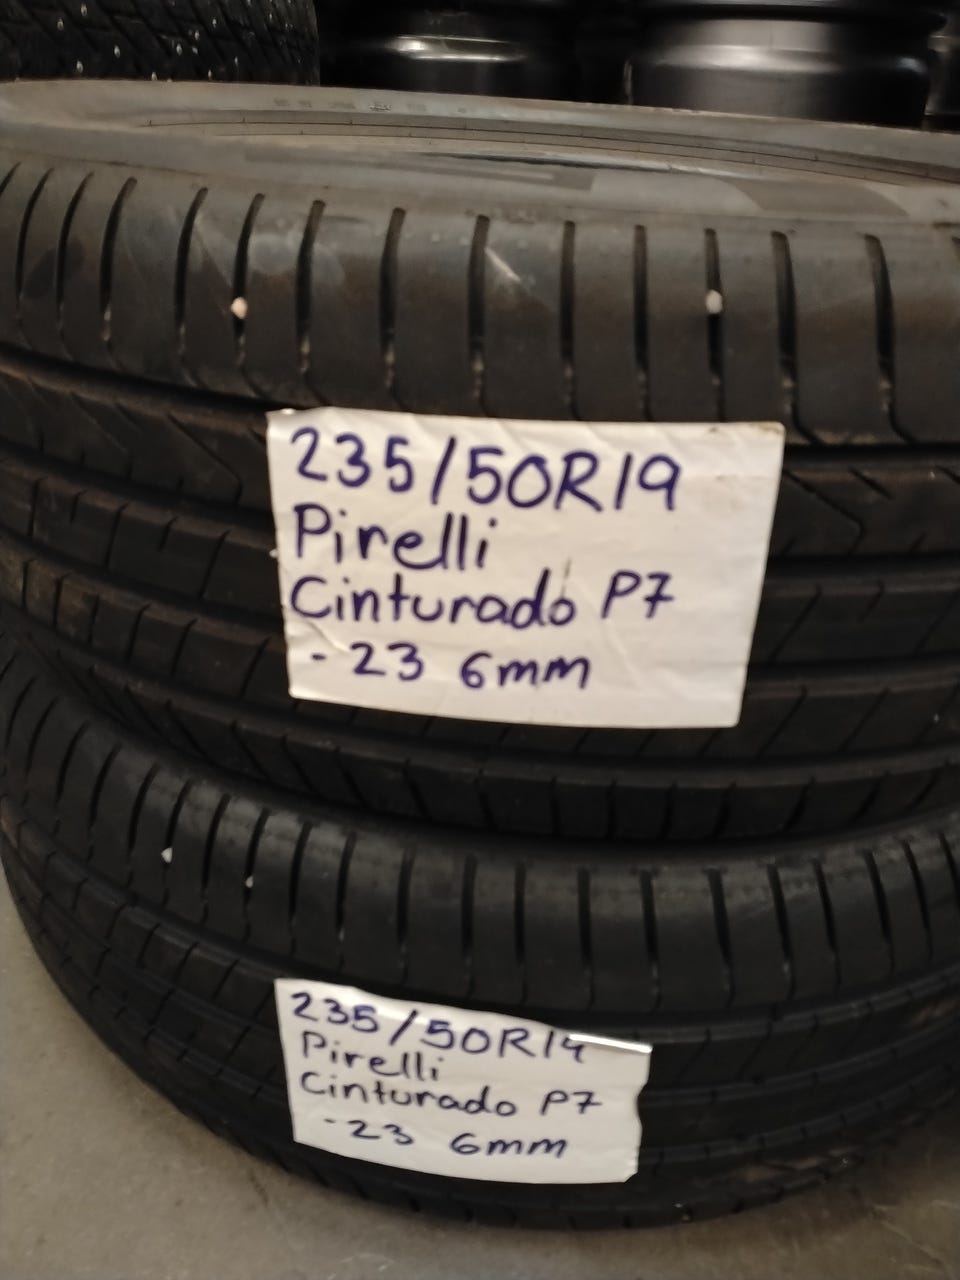 235/50R19
Pirelli
Cinturado P7
-23 6mm
235/50R19
Pirelli
Cinturado P7
-23 6mm